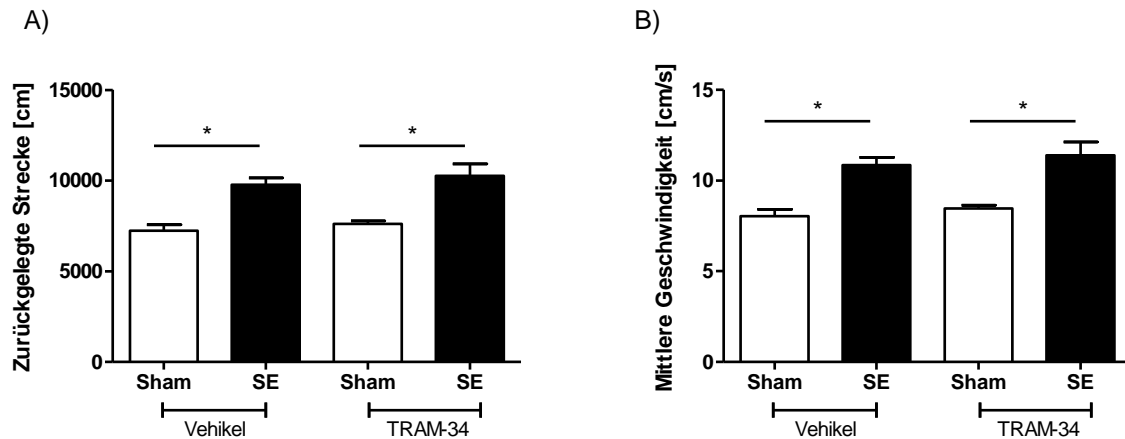 A)
Zurückgelegte Strecke [cm]
15000
10000
5000
0
*
*
Sham
SE
Sham
SE
Vehikel
TRAM-34
B)
Mittlere Geschwindigkeit [cm/s]
15
10
5
0
*
*
Sham
SE
Sham
SE
Vehikel
TRAM-34